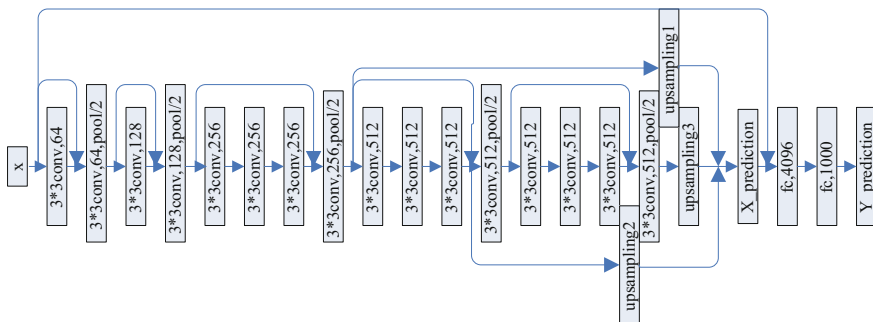 x
3*3conv,64
3*3conv,64,pool/2
3*3conv,128
3*3conv,128,pool/2
3*3conv,256
3*3conv,256
3*3conv,256
3*3conv,256,pool/2
3*3conv,512
3*3conv,512
3*3conv,512
3*3conv,512,pool/2
3*3conv,512
3*3conv,512
3*3conv,512
3*3conv,512,pool/2
upsampling1
upsampling2
upsampling3
X_prediction
fc,4096
fc,1000
Y_prediction